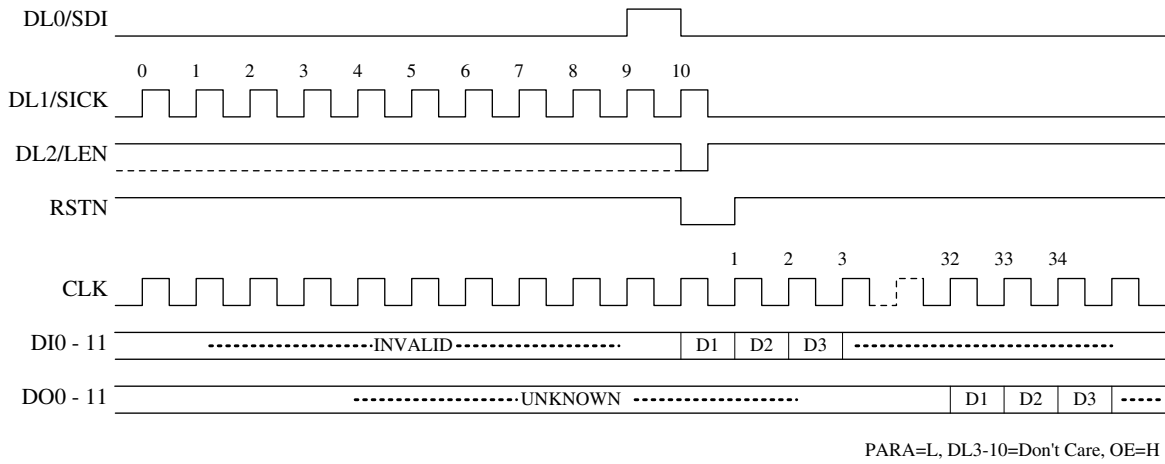 DL0/SDI
0 1 2 3 4 5 6 7 8 9 10
DL1/SICK
DL2/LEN
RSTN
1 2 3 32 33 34
CLK
DI0 - 11 INVALID D1 D2 D3
DO0 - 11 UNKNOWN D1 D2 D3
PARA=L, DL3-10=Don't Care, OE=H